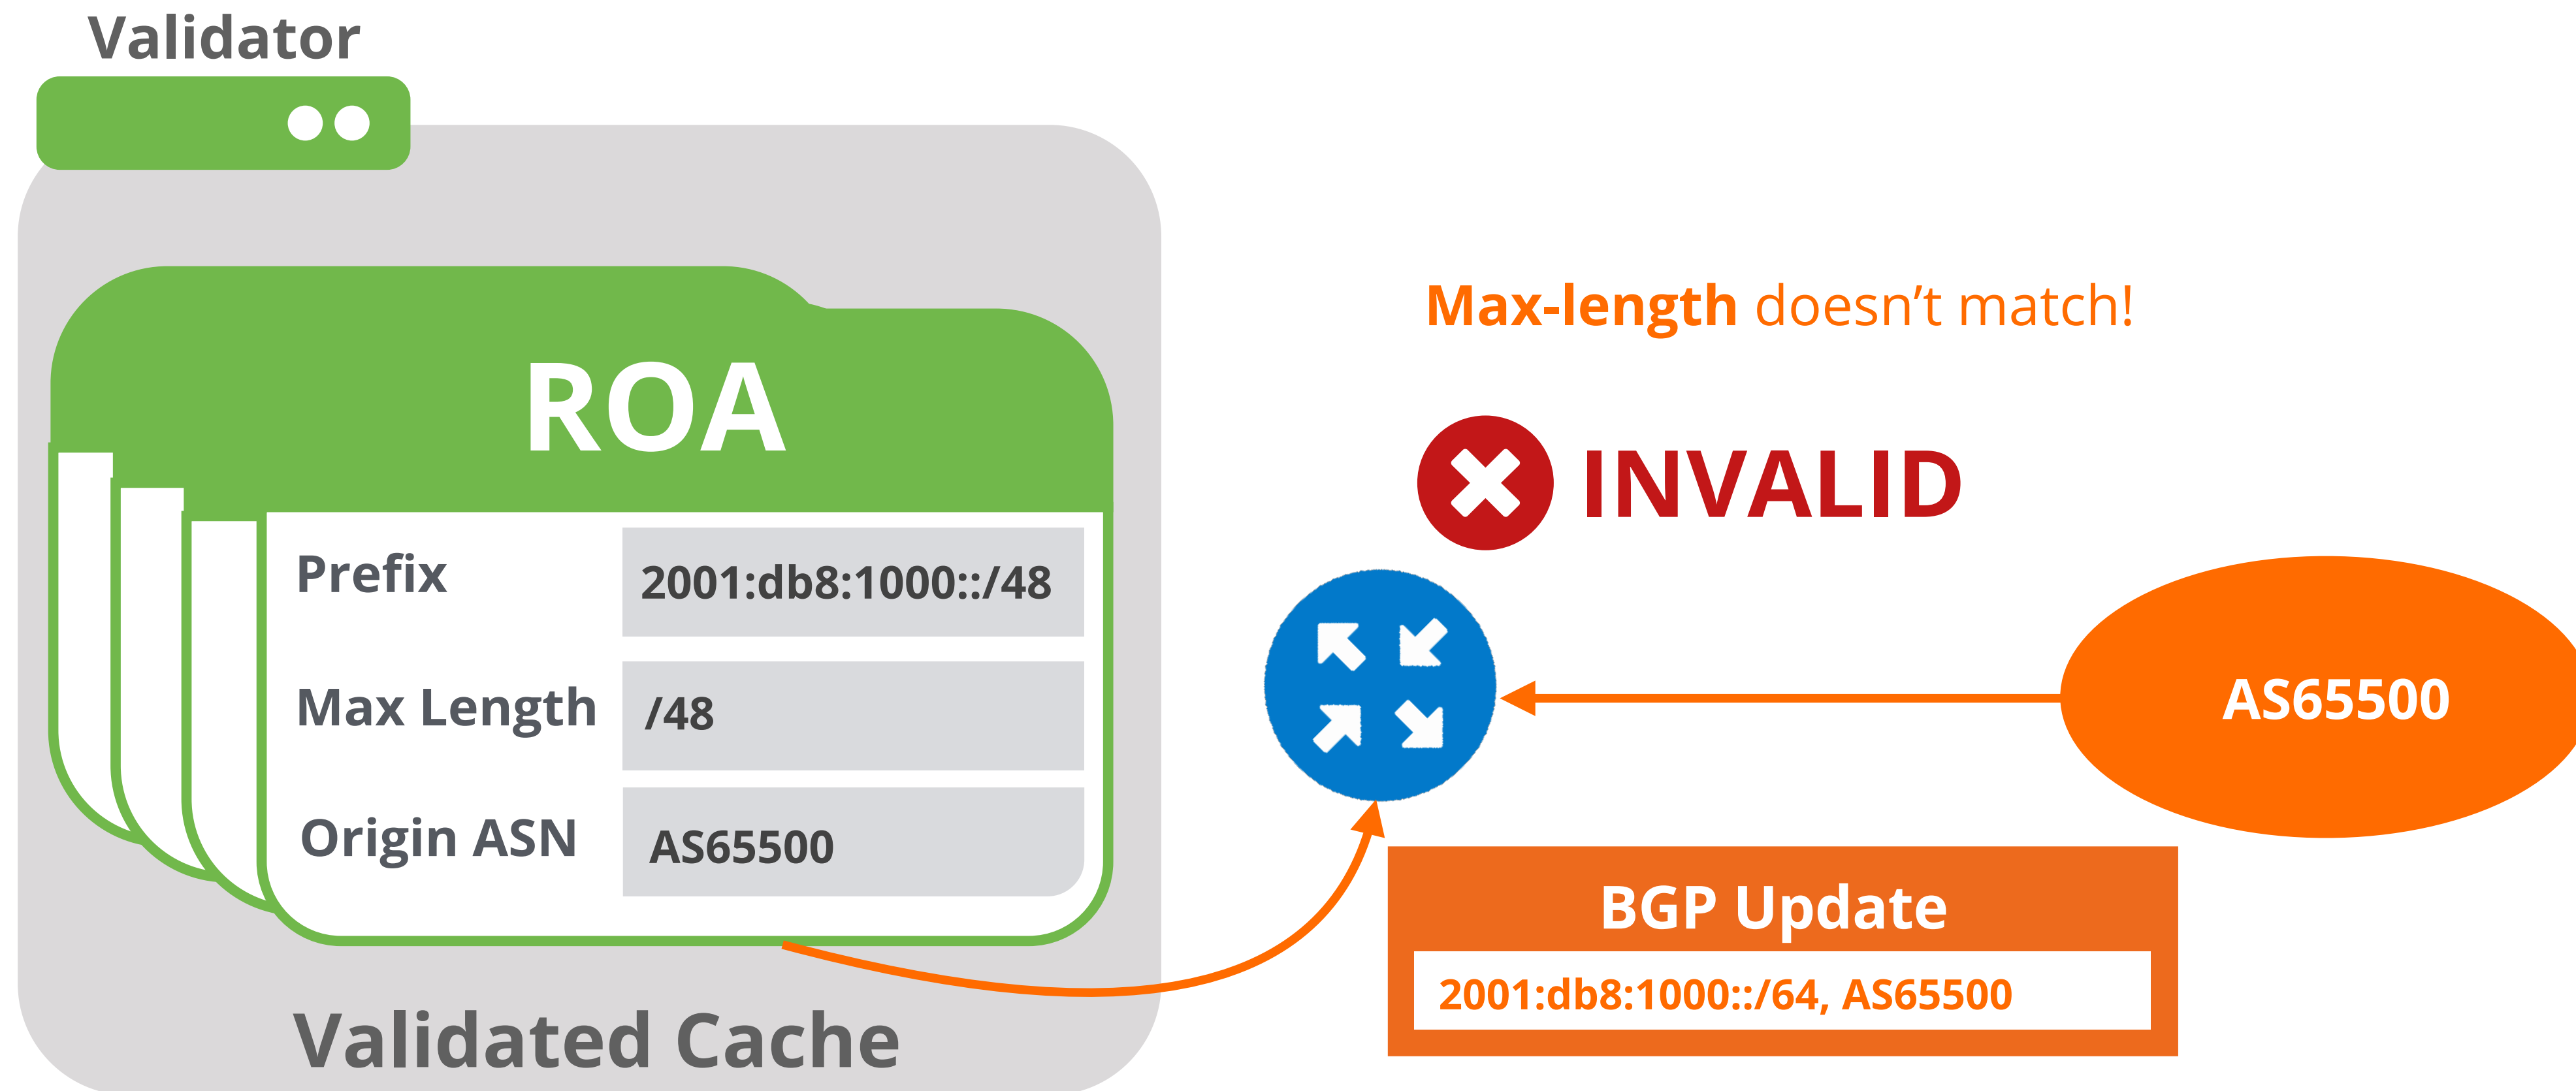 Validator
ROA
Prefix
2001:db8:1000::/48
Max Length
/48
Origin ASN
AS65500
Validated Cache
Max-length doesn’t match!
INVALID
AS65500
BGP Update
2001:db8:1000::/64, AS65500